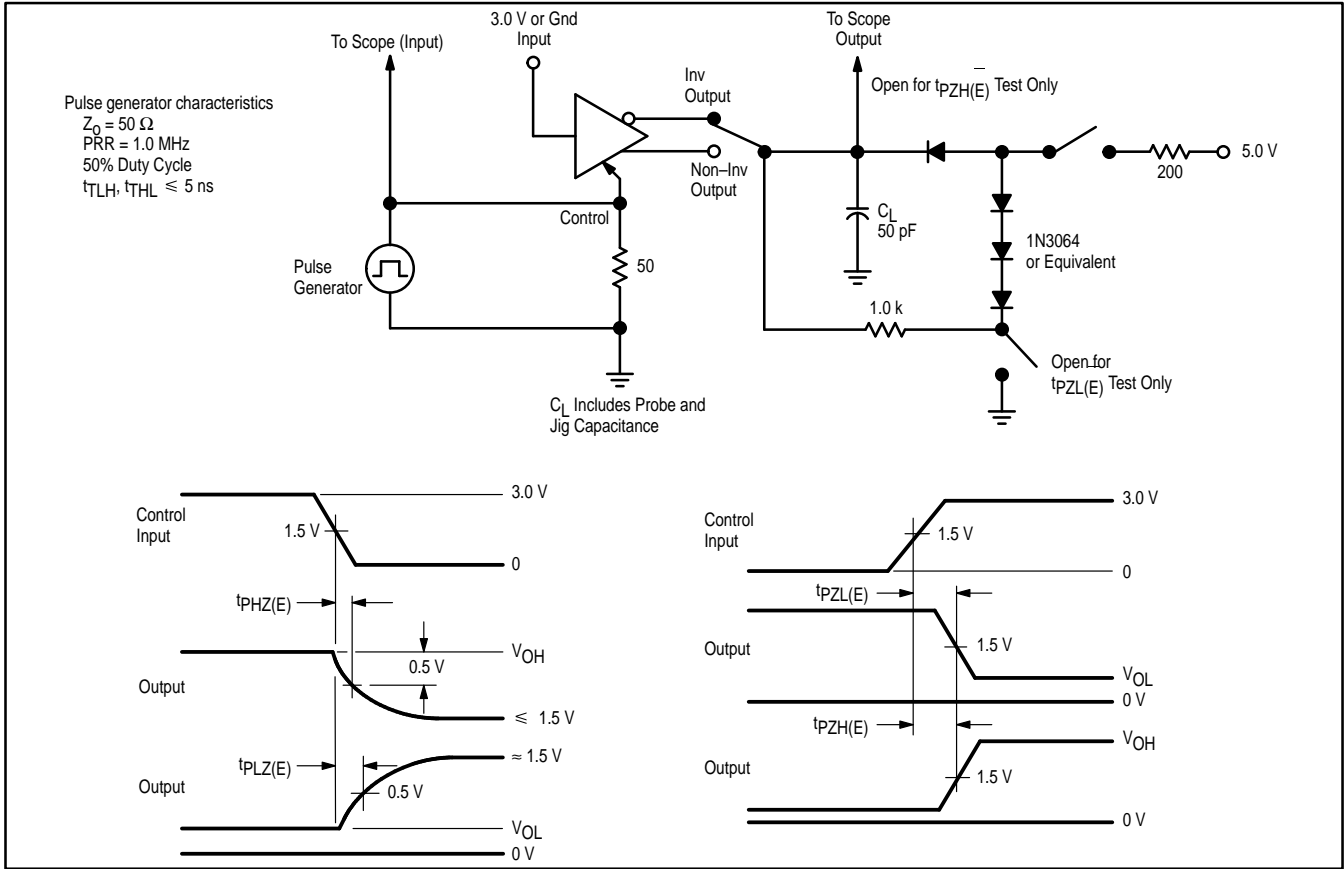 3.0 V or Gnd
Input
To Scope
Output
To Scope (Input)
Inv
Output
Open for tPZH(E̅) Test Only
Pulse generator characteristics
Zo = 50 Ω
PRR = 1.0 MHz
50% Duty Cycle
tTLH, tTHL ≤ 5 ns
5.0 V
200
Non–Inv
Output
Control
CL
50 pF
1N3064
or Equivalent
Pulse
Generator
50
1.0 k
Open for
tPZL(E̅) Test Only
CL Includes Probe and
Jig Capacitance
Control
Input
3.0 V
1.5 V
0
tPHZ(E)
Output
VOH
0.5 V
≤ 1.5 V
tPLZ(E)
Output
≈ 1.5 V
0.5 V
VOL
0 V
Control
Input
3.0 V
1.5 V
0
tPZL(E)
Output
1.5 V
VOL
0 V
tPZH(E)
Output
VOH
1.5 V
0 V